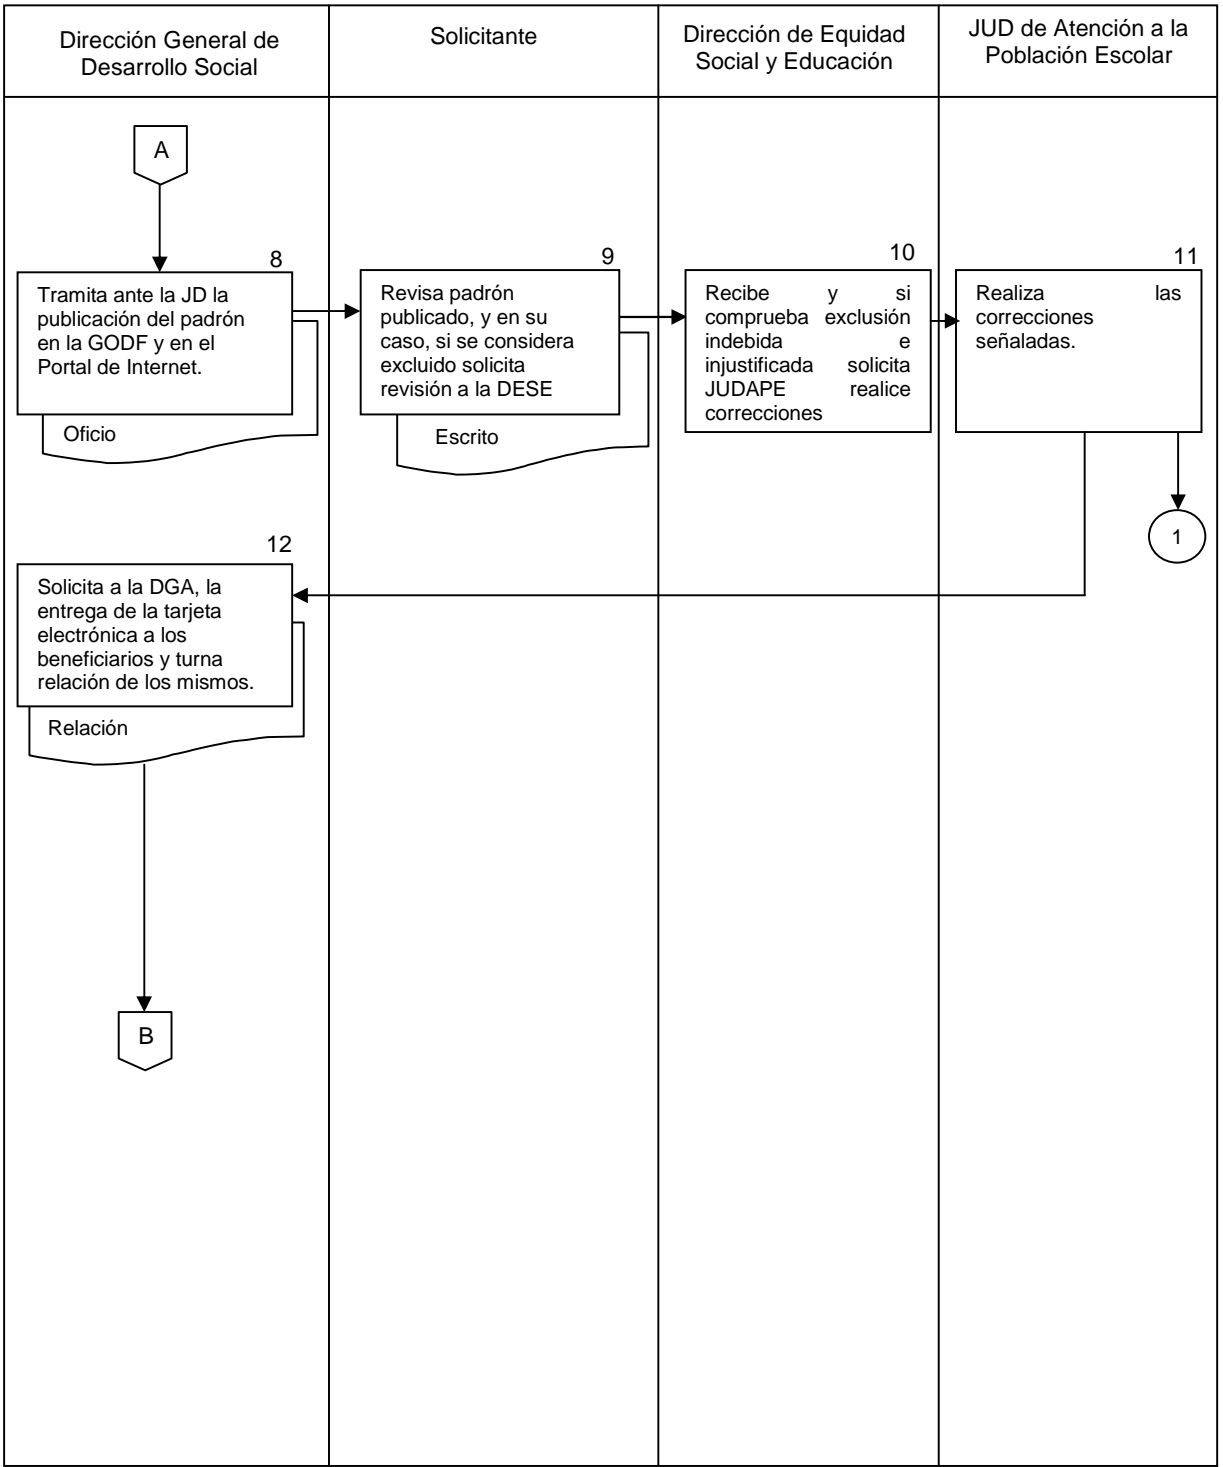 Dirección General de
Desarrollo Social
Solicitante
Dirección de Equidad
Social y Educación
JUD de Atención a la
Población Escolar
A
8
Tramita ante la JD la
publicación del padrón
en la GODF y en el
Portal de Internet.
Oficio
9
Revisa padrón
publicado, y en su
caso, si se considera
excluido solicita
revisión a la DESE
Escrito
10
Recibe y si
comprueba exclusión
indebida e
injustificada solicita
JUDAPE realice
correcciones
11
Realiza las
correcciones
señaladas.
1
12
Solicita a la DGA, la
entrega de la tarjeta
electrónica a los
beneficiarios y turna
relación de los mismos.
Relación
B